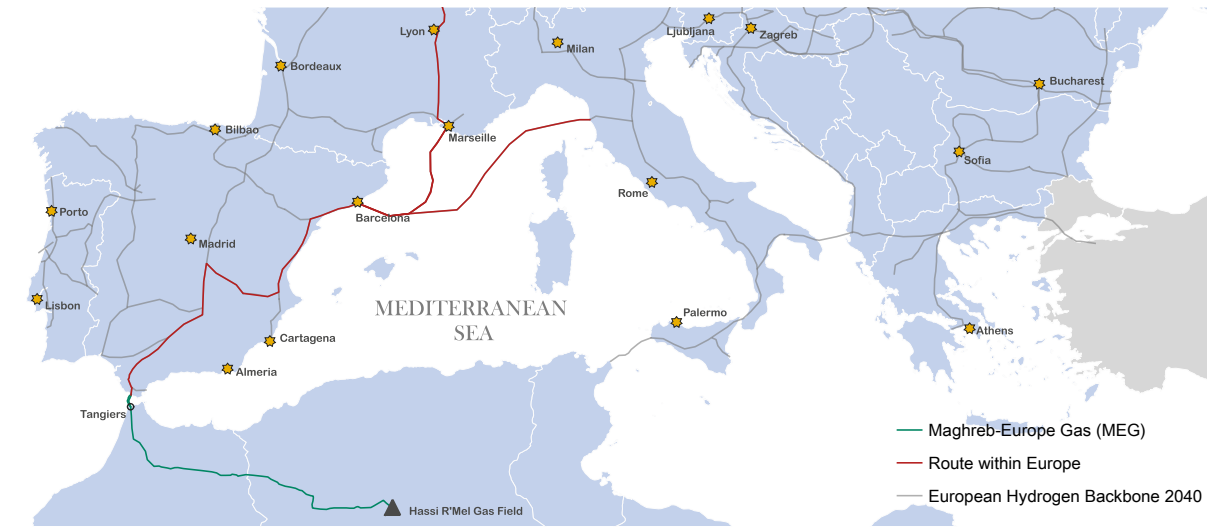 Lyon
Milan
Ljubljana
Zagreb
Bordeaux
Bucharest
Bilbao
Marseille
Sofia
Rome
Porto
Barcelona
Madrid
Lisbon
MEDITERRANEAN
SEA
Palermo
Cartagena
Athens
Almeria
Tangiers
Maghreb-Europe Gas (MEG)
Route within Europe
European Hydrogen Backbone 2040
Hassi R'Mel Gas Field